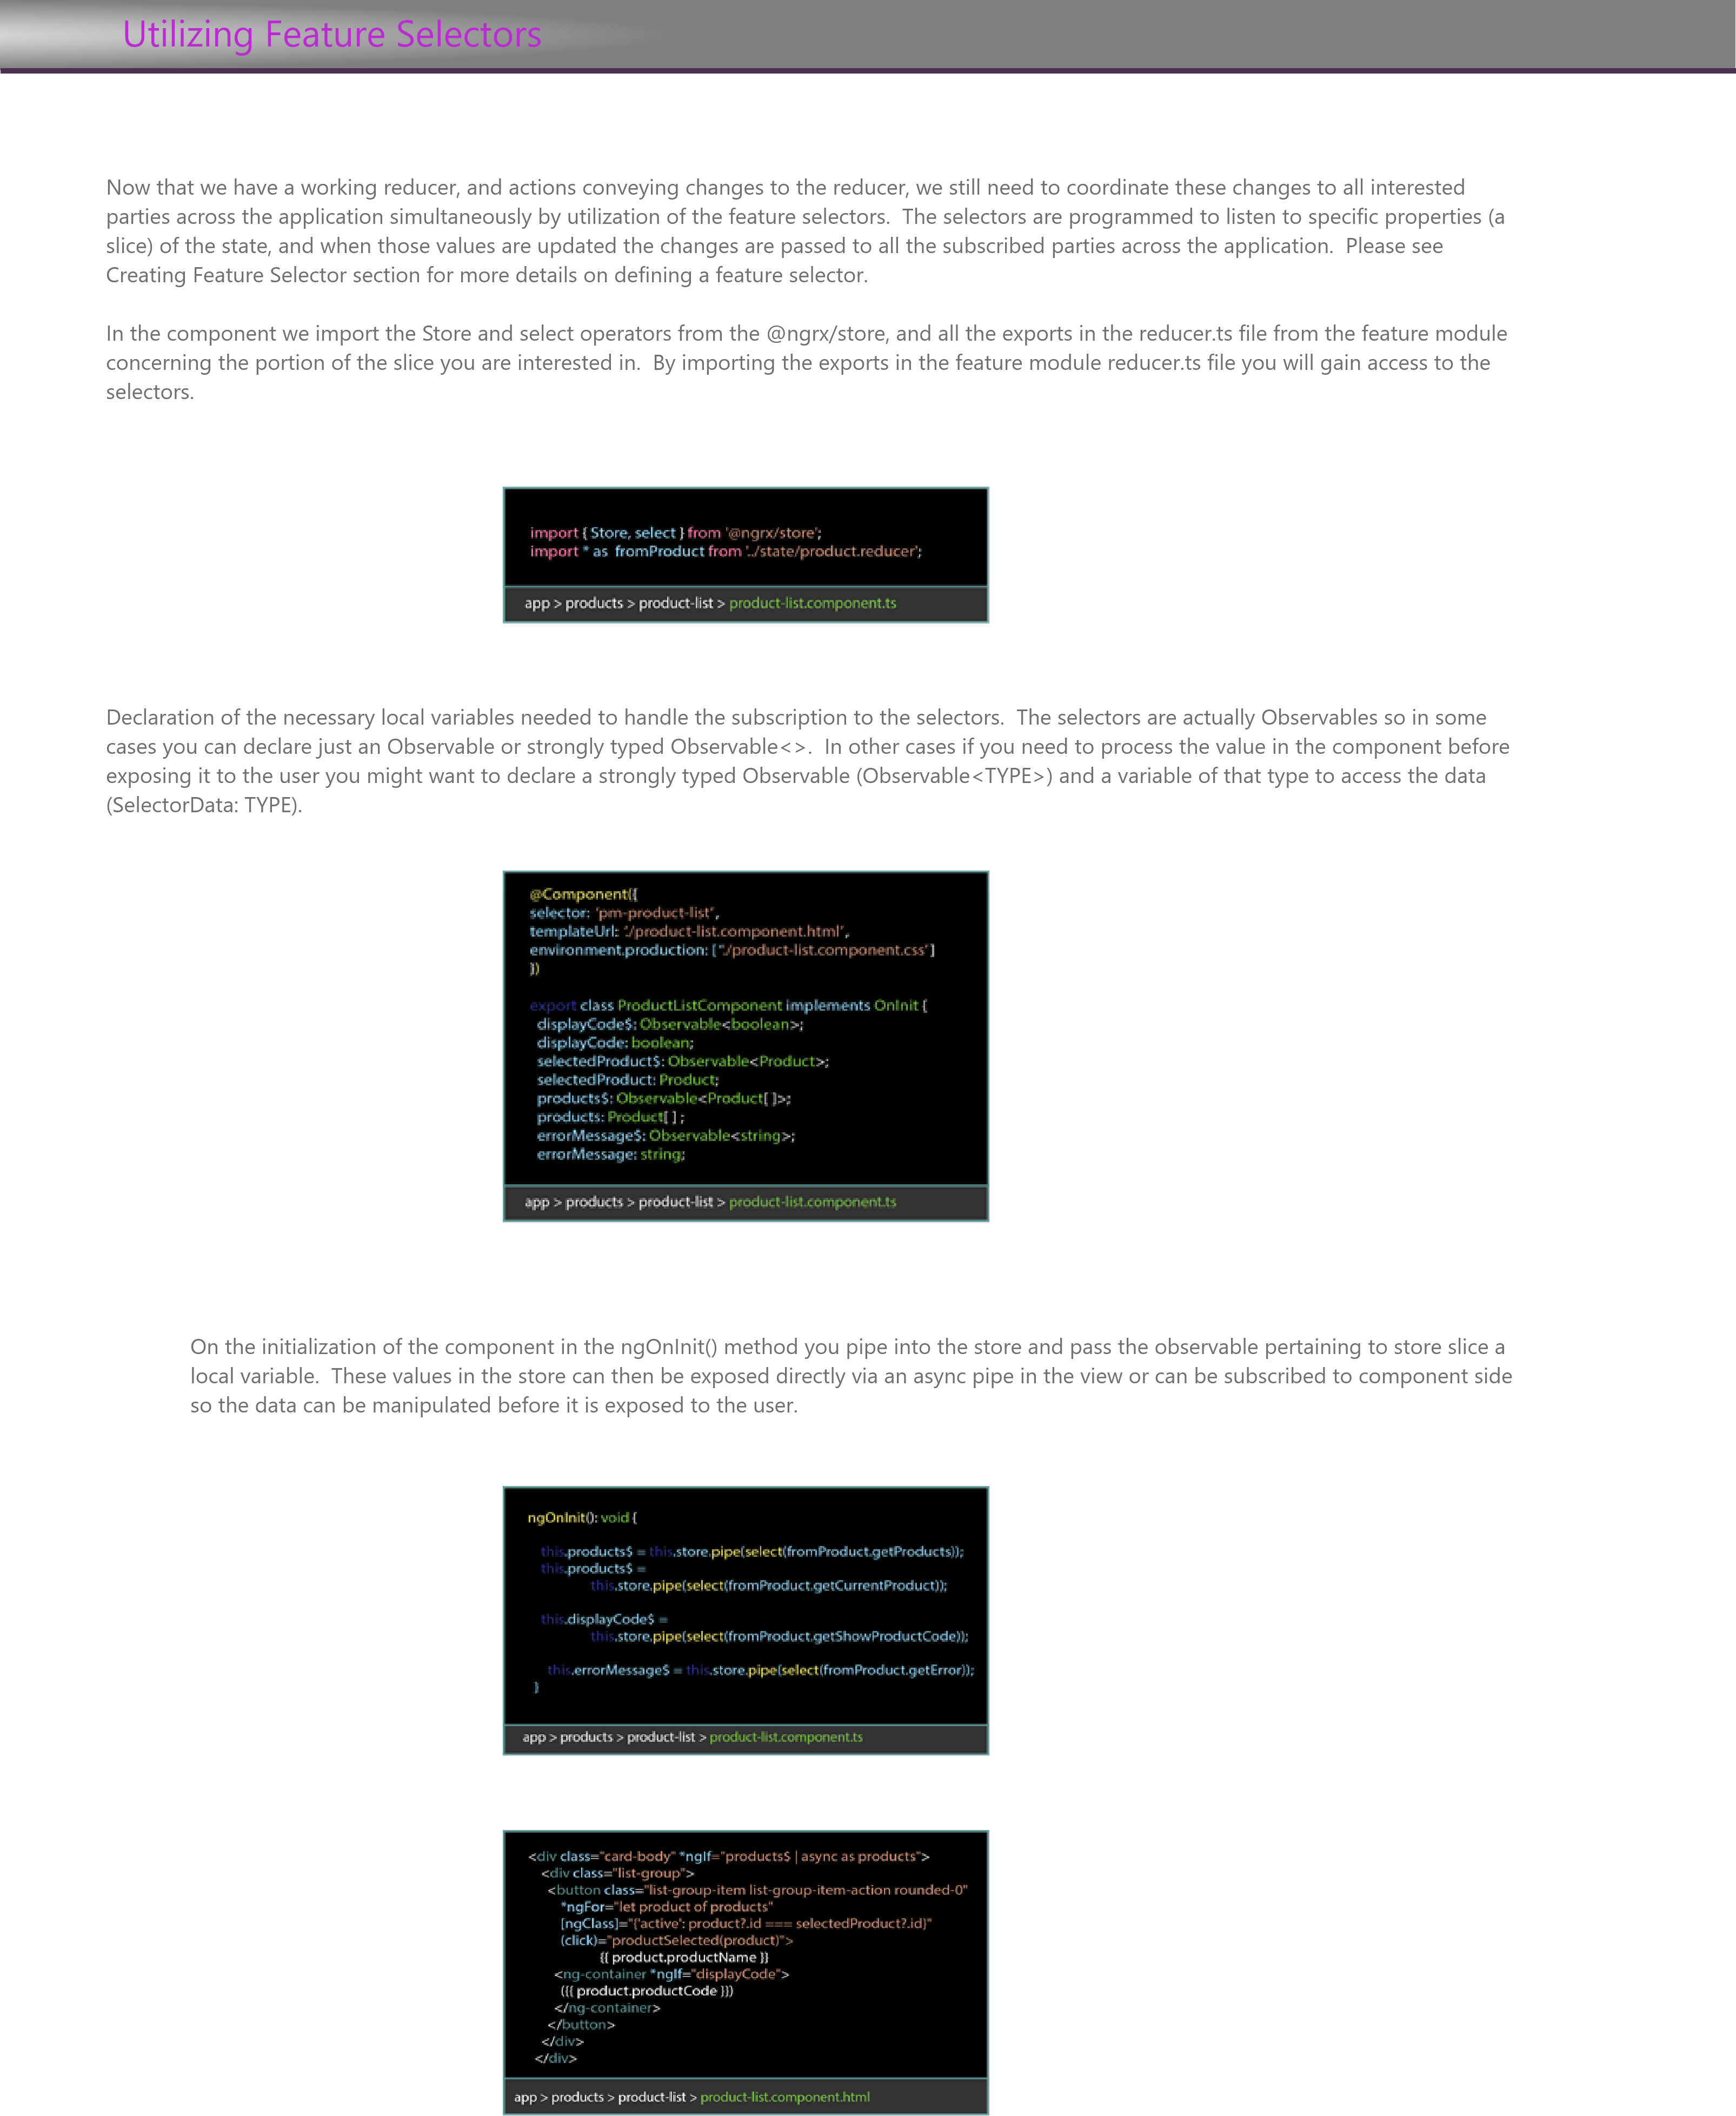 Utilizing Feature Selectors
Now that we have a working reducer, and actions conveying changes to the reducer, we still need to coordinate these changes to all interested
parties across the application simultaneously by utilization of the feature selectors.  The selectors are programmed to listen to specific properties (a
slice) of the state, and when those values are updated the changes are passed to all the subscribed parties across the application.  Please see
Creating Feature Selector section for more details on defining a feature selector.
In the component we import the Store and select operators from the @ngrx/store, and all the exports in the reducer.ts file from the feature module
concerning the portion of the slice you are interested in.  By importing the exports in the feature module reducer.ts file you will gain access to the
selectors.
import { Store, select } from '@ngrx/store';
import * as  fromProduct from '../state/product.reducer';
app > products > product-list > product-list.component.ts
Declaration of the necessary local variables needed to handle the subscription to the selectors.  The selectors are actually Observables so in some
cases you can declare just an Observable or strongly typed Observable<>.  In other cases if you need to process the value in the component before
exposing it to the user you might want to declare a strongly typed Observable (Observable<TYPE>) and a variable of that type to access the data
(SelectorData: TYPE).
@Component({
selector: 'pm-product-list',
templateUrl: './product-list.component.html',
environment.production: ["./product-list.component.css']
})
export class ProductListComponent implements OnInit {
displayCode$: Observable<boolean>;
displayCode: boolean;
selectedProduct$: Observable<Product>;
selectedProduct: Product;
products$: Observable<Product[ ]>;
products: Product[ ] ;
errorMessage$: Observable<string>;
errorMessage: string;
app > products > product-list > product-list.component.ts
On the initialization of the component in the ngOnInit() method you pipe into the store and pass the observable pertaining to store slice a
local variable.  These values in the store can then be exposed directly via an async pipe in the view or can be subscribed to component side
so the data can be manipulated before it is exposed to the user.
ngOnInit(): void {
this.products$ = this.store.pipe(select(fromProduct.getProducts));
this.products$ =
this.store.pipe(select(fromProduct.getCurrentProduct));
this.displayCode$ =
this.store.pipe(select(fromProduct.getShowProductCode));
this.errorMessage$ = this.store.pipe(select(fromProduct.getError));
}
app > products > product-list > product-list.component.ts
<div class="card-body" *ngIf="products$ | async as products">
<div class="list-group">
<button class="list-group-item list-group-item-action rounded-0"
*ngFor="let product of products"
[ngClass]="{'active': product?.id === selectedProduct?.id}"
(click)="productSelected(product)">
{{ product.productName }}
<ng-container *ngIf="displayCode">
({{ product.productCode }})
</ng-container>
</button>
</div>
</div>
app > products > product-list > product-list.component.html